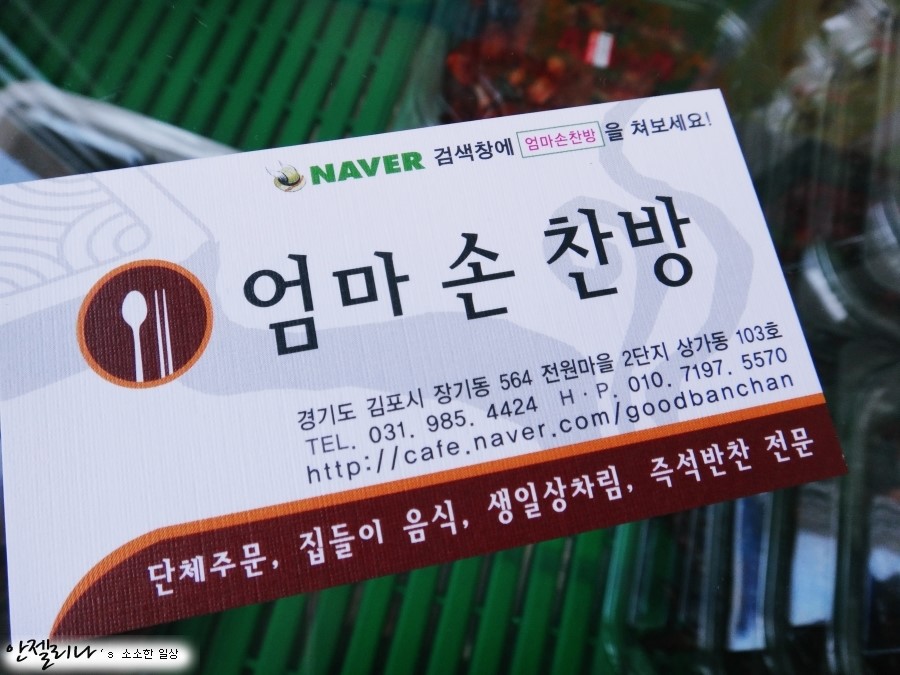 NAVER 검색창에 엄마손찬방 을 쳐보세요!
엄마 손 찬방
경기도 김포시 장기동 564 전원마을 2단지 상가동 103호
TEL. 031. 985. 4424 H·P. 010. 7197. 5570
http://cafe.naver.com/goodbanchan
단체주문, 집들이 음식, 생일상차림, 즉석반찬 전문
안젤리나's 소소한 일상